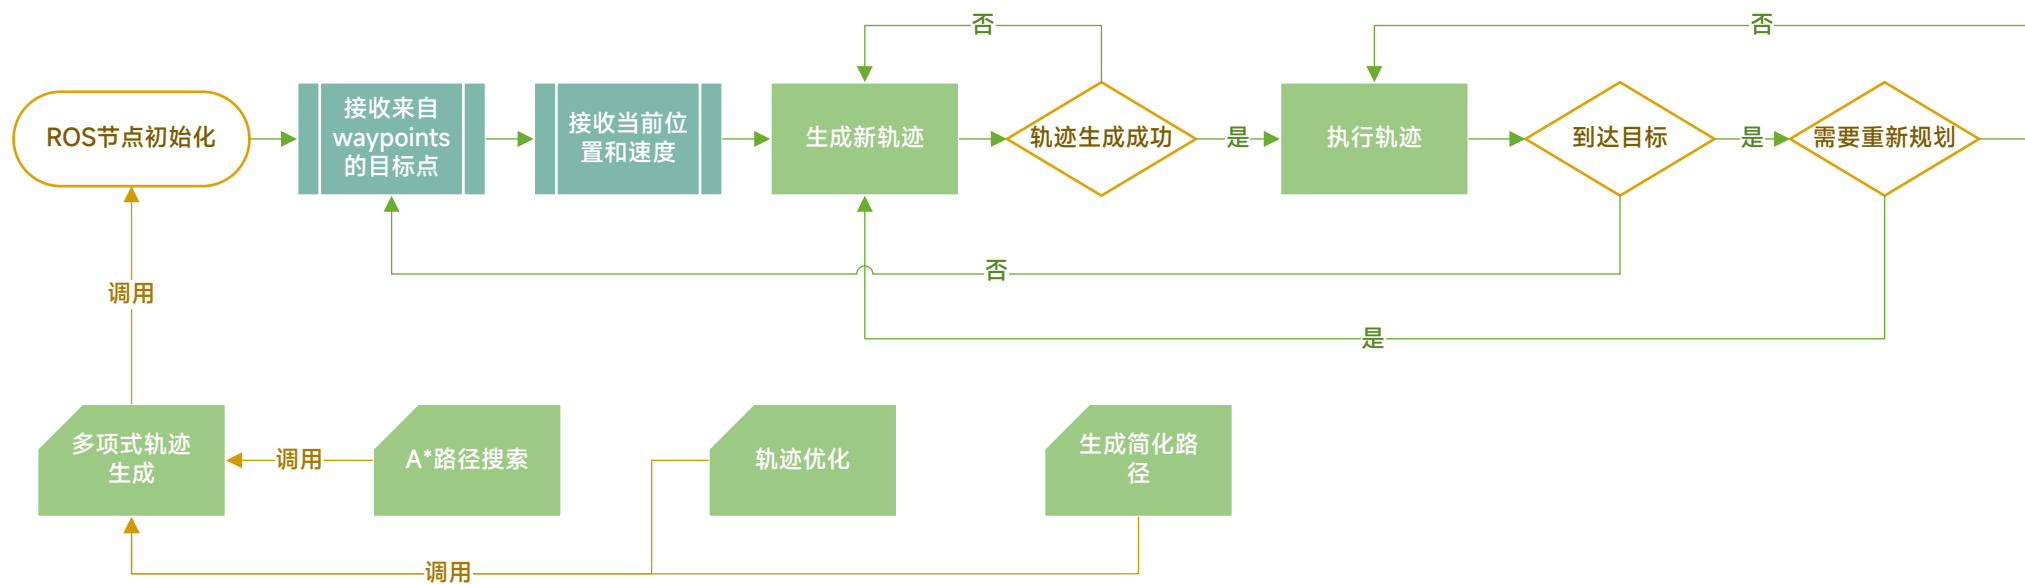 否
否
ROS节点初始化
接收来自
waypoints
的目标点
接收当前位
置和速度
生成新轨迹
轨迹生成成功
是
执行轨迹
到达目标
是
需要重新规划
否
调用
是
多项式轨迹
生成
调用
A*路径搜索
轨迹优化
生成简化路
径
调用